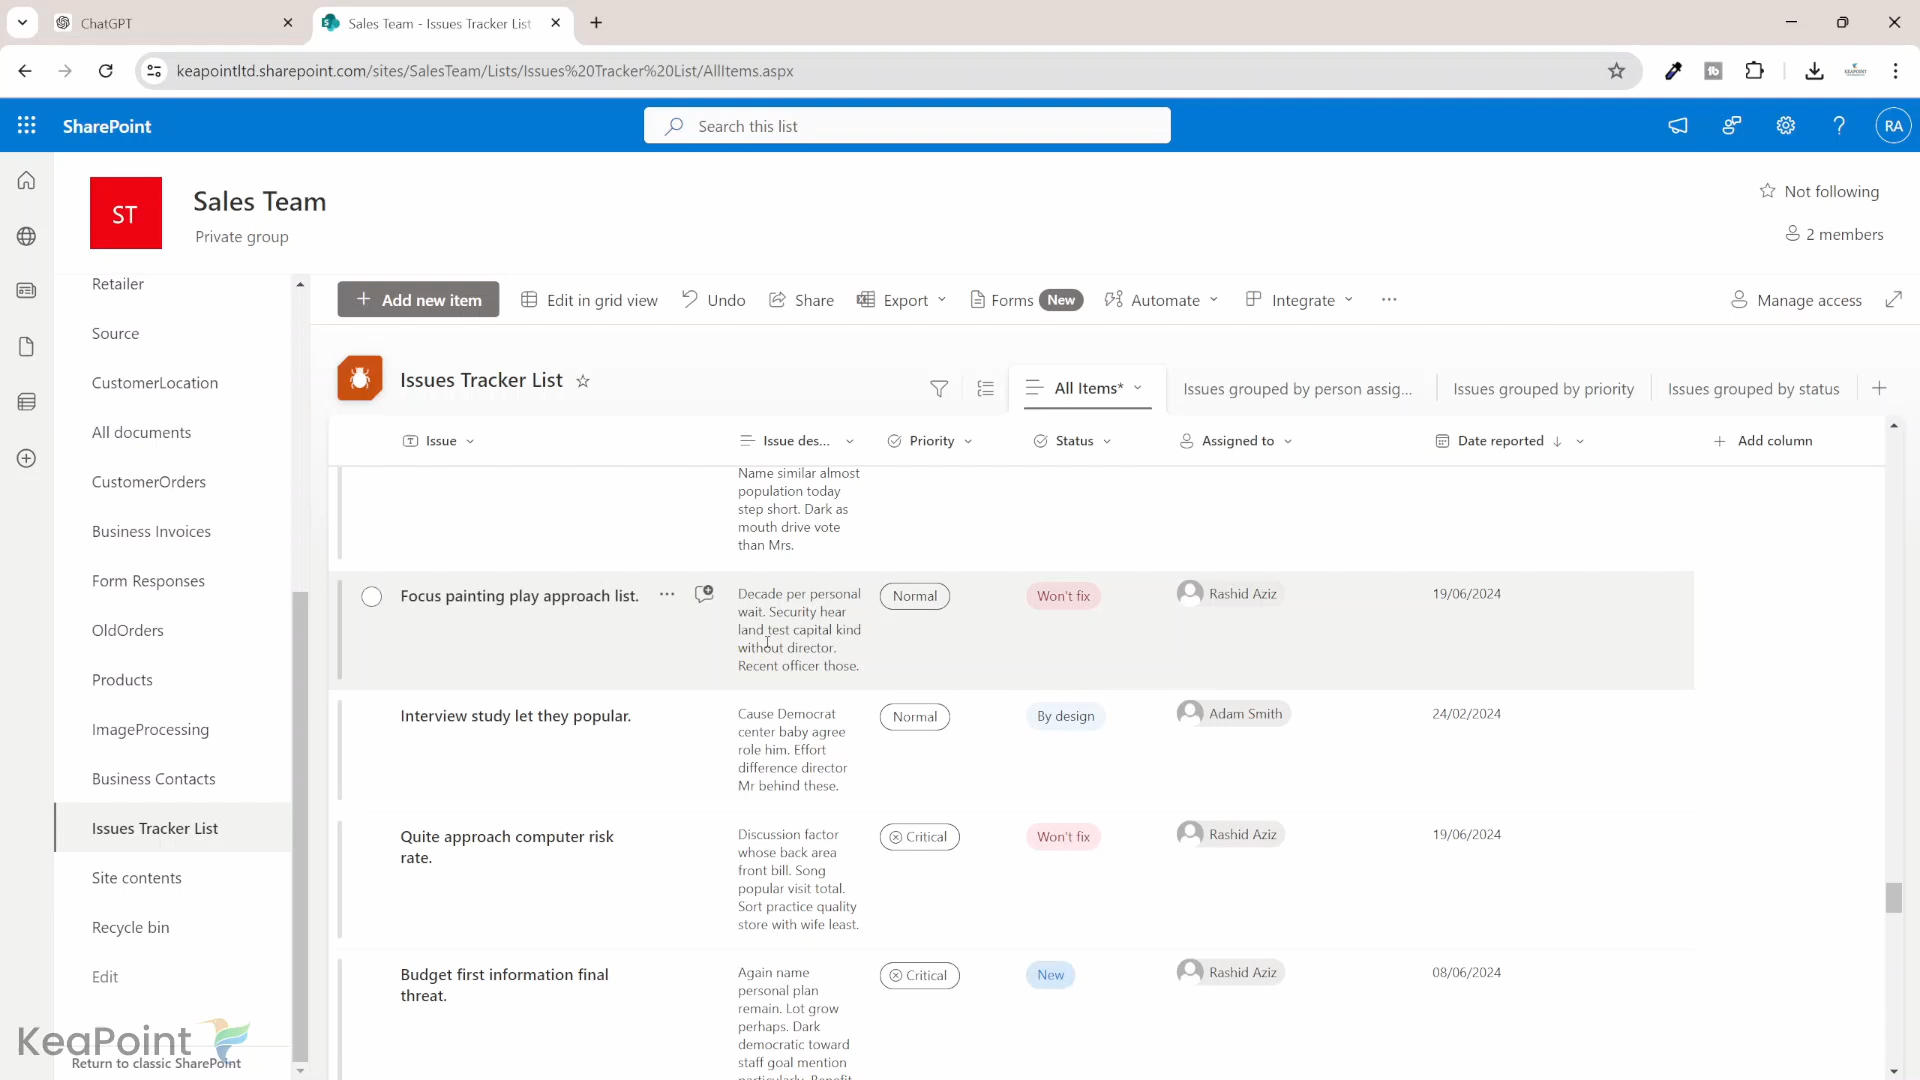 ChatGPT
Sales Team - Issues Tracker List
keapointltd.sharepoint.com/sites/SalesTeam/Lists/Issues%20Tracker%20List/AllItems.aspx
SharePoint
Search this list
RA
ST
Sales Team
Private group
Not following
2 members
Retailer
Source
CustomerLocation
All documents
CustomerOrders
Business Invoices
Form Responses
OldOrders
Products
ImageProcessing
Business Contacts
Issues Tracker List
Site contents
Recycle bin
Edit
Return to classic SharePoint
KeaPoint
+ Add new item
Edit in grid view
Undo
Share
Export
Forms New
Automate
Integrate
Manage access
Issues Tracker List
All Items*
Issues grouped by person assig...
Issues grouped by priority
Issues grouped by status
Issue
Issue des...
Priority
Status
Assigned to
Date reported
Add column
Name similar almost
population today
step short. Dark as
mouth drive vote
than Mrs.
Focus painting play approach list.
Decade per personal
wait. Security hear
land test capital kind
without director.
Recent officer those.
Normal
Won't fix
Rashid Aziz
19/06/2024
Interview study let they popular.
Cause Democrat
center baby agree
role him. Effort
difference director
Mr behind these.
Normal
By design
Adam Smith
24/02/2024
Quite approach computer risk
rate.
Discussion factor
whose back area
front bill. Song
popular visit total.
Sort practice quality
store with wife least.
Critical
Won't fix
Rashid Aziz
19/06/2024
Budget first information final
threat.
Again name
personal plan
remain. Lot grow
perhaps. Dark
democratic toward
staff goal mention
Critical
New
Rashid Aziz
08/06/2024